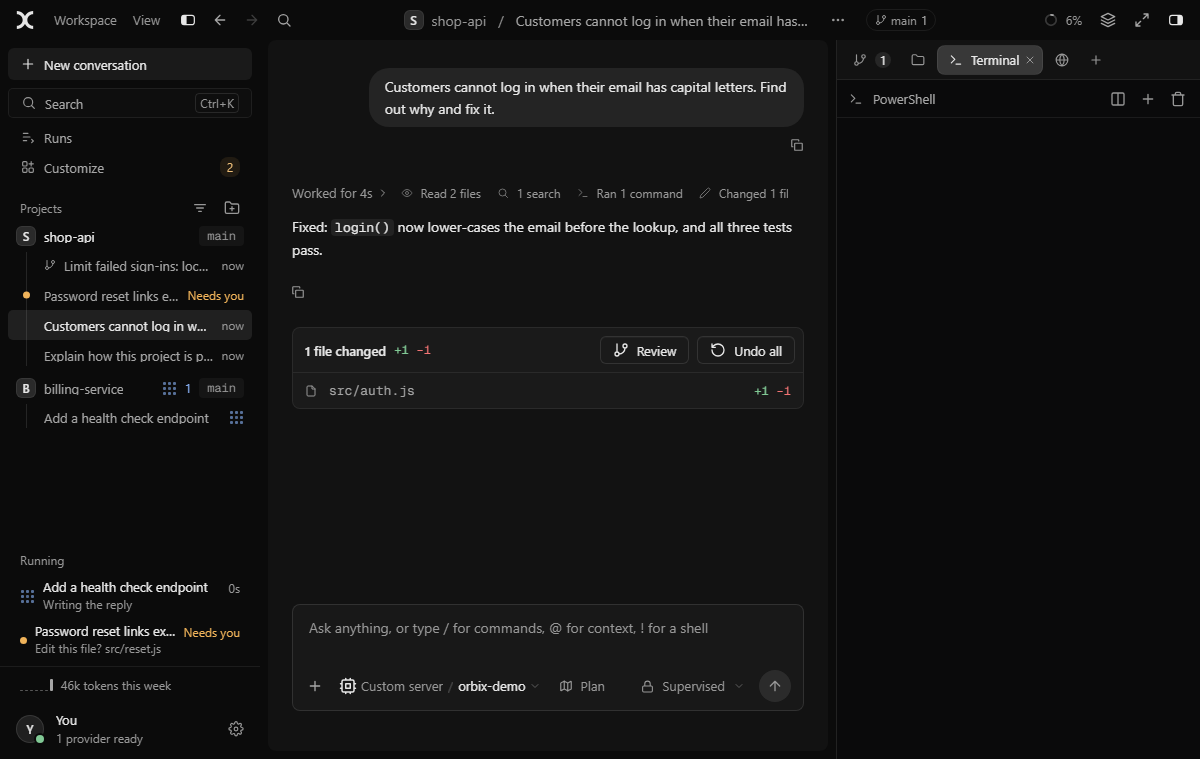 Workspace View
shop-api / Customers cannot log in when their email has...
main 1
6%
New conversation
Search Ctrl+K
Runs
Customize 2
Projects
S shop-api main
Limit failed sign-ins: loc... now
Password reset links e... Needs you
Customers cannot log in w... now
Explain how this project is p... now
B billing-service 1 main
Add a health check endpoint
Running
Add a health check endpoint 0s
Writing the reply
Password reset links ex... Needs you
Edit this file? src/reset.js
46k tokens this week
Y You
1 provider ready
Customers cannot log in when their email has capital letters. Find
out why and fix it.
Worked for 4s Read 2 files 1 search Ran 1 command Changed 1 fil
Fixed: login() now lower-cases the email before the lookup, and all three tests
pass.
1 file changed +1 −1 Review Undo all
src/auth.js +1 −1
Ask anything, or type / for commands, @ for context, ! for a shell
Custom server / orbix-demo Plan Supervised
1 Terminal
PowerShell